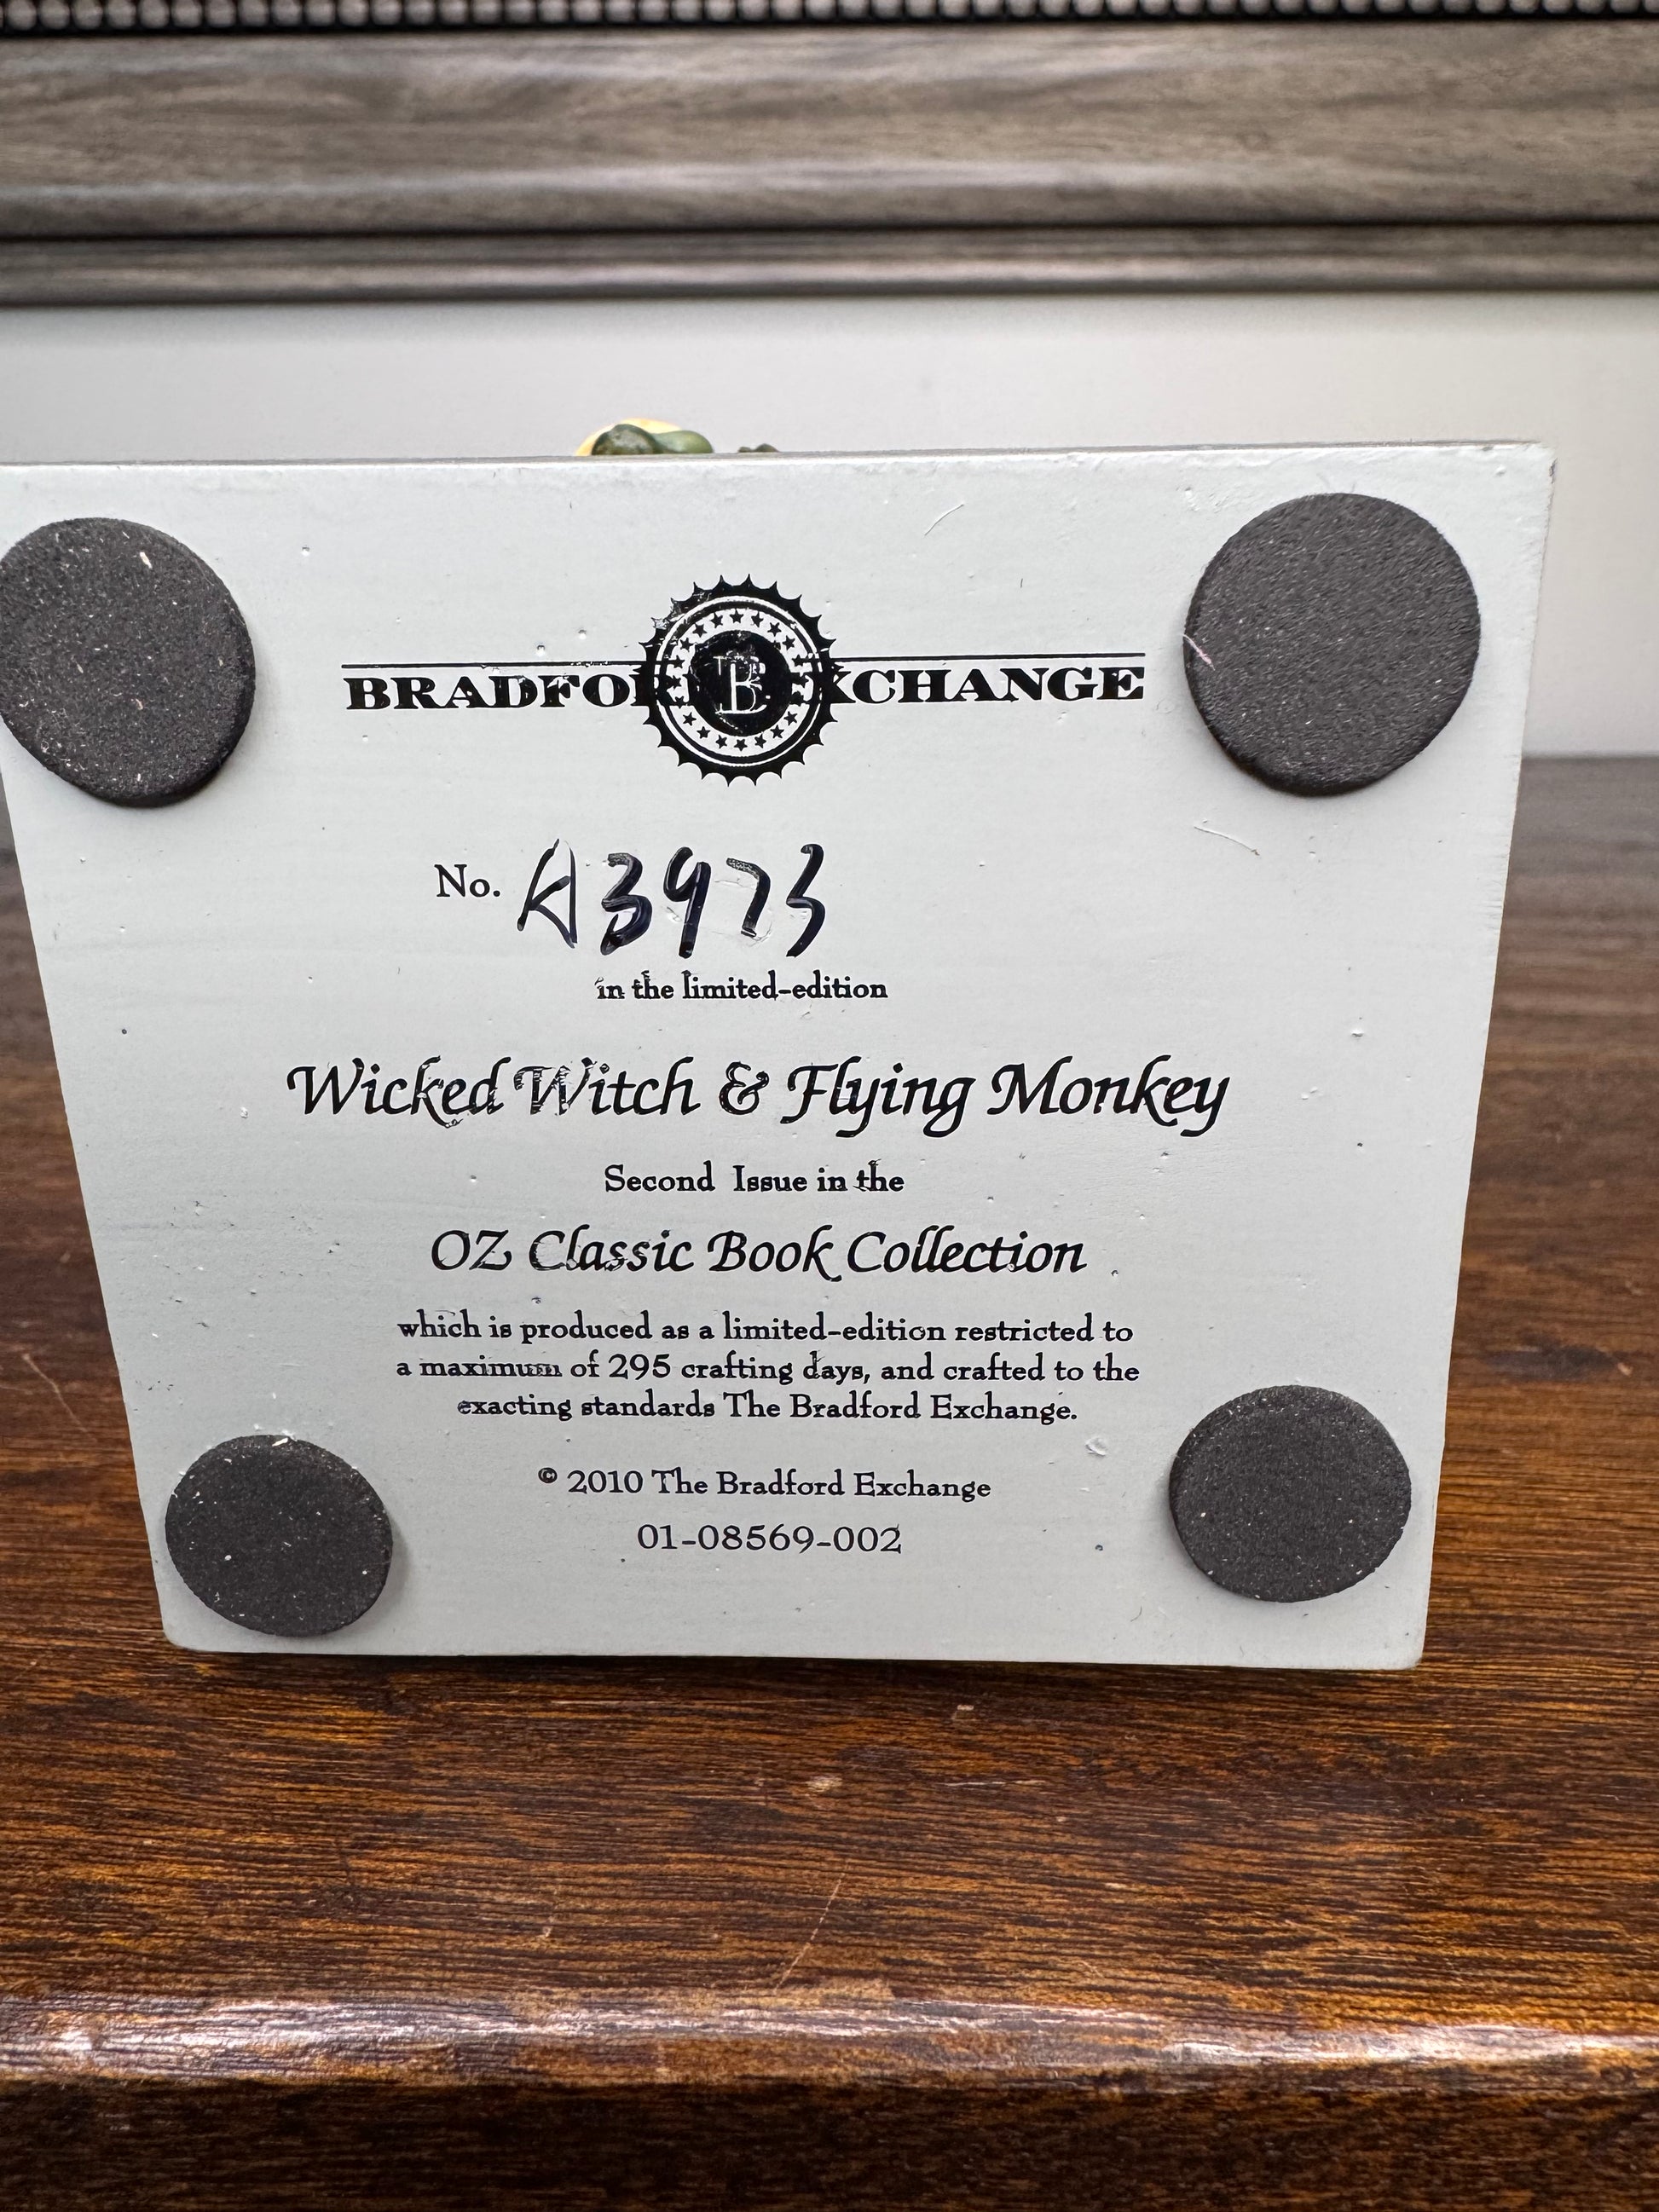 BRADFORD EXCHANGE
No. A3973
in the limited-edition
Wicked Witch & Flying Monkey
Second Issue in the
OZ Classic Book Collection
which is produced as a limited-edition restricted to
a maximum of 295 crafting days, and crafted to the
exacting standards The Bradford Exchange.
© 2010 The Bradford Exchange
01-08569-002